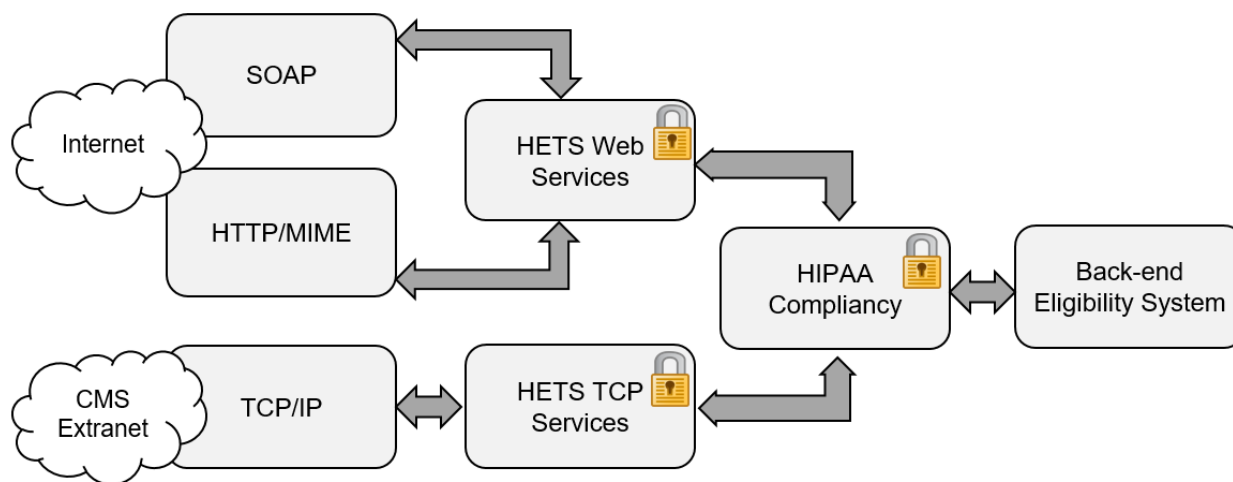 SOAP
Internet
HTTP/MIME
HETS Web
Services
HIPAA
Compliancy
Back-end
Eligibility System
CMS
Extranet
TCP/IP
HETS TCP
Services